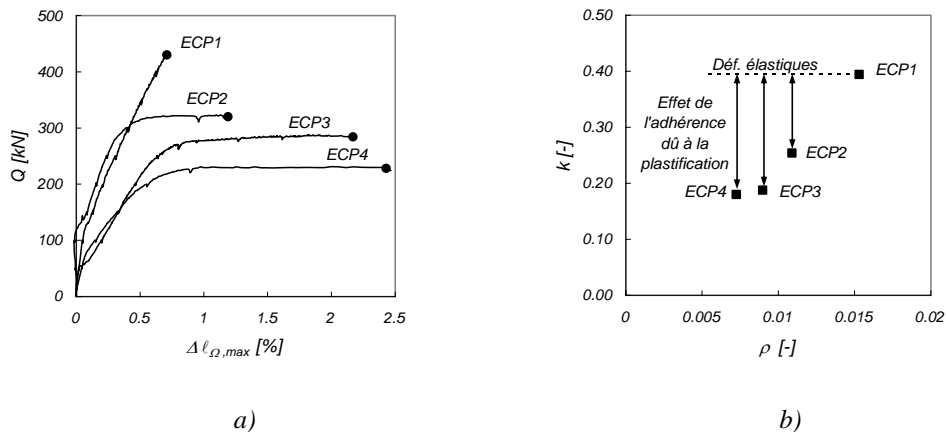 500
400
300
200
100
0
Q [kN]
ECP1
ECP2
ECP3
ECP4
0
0.5
1
1.5
2
2.5
Δℓ_Ω,max [%]
a)
0.50
0.40
0.30
0.20
0.10
0.00
k [-]
Déf. élastiques
ECP1
Effet de
l'adhérence
dû à la
plastification
ECP2
ECP4
ECP3
0
0.005
0.01
0.015
0.02
ρ [-]
b)